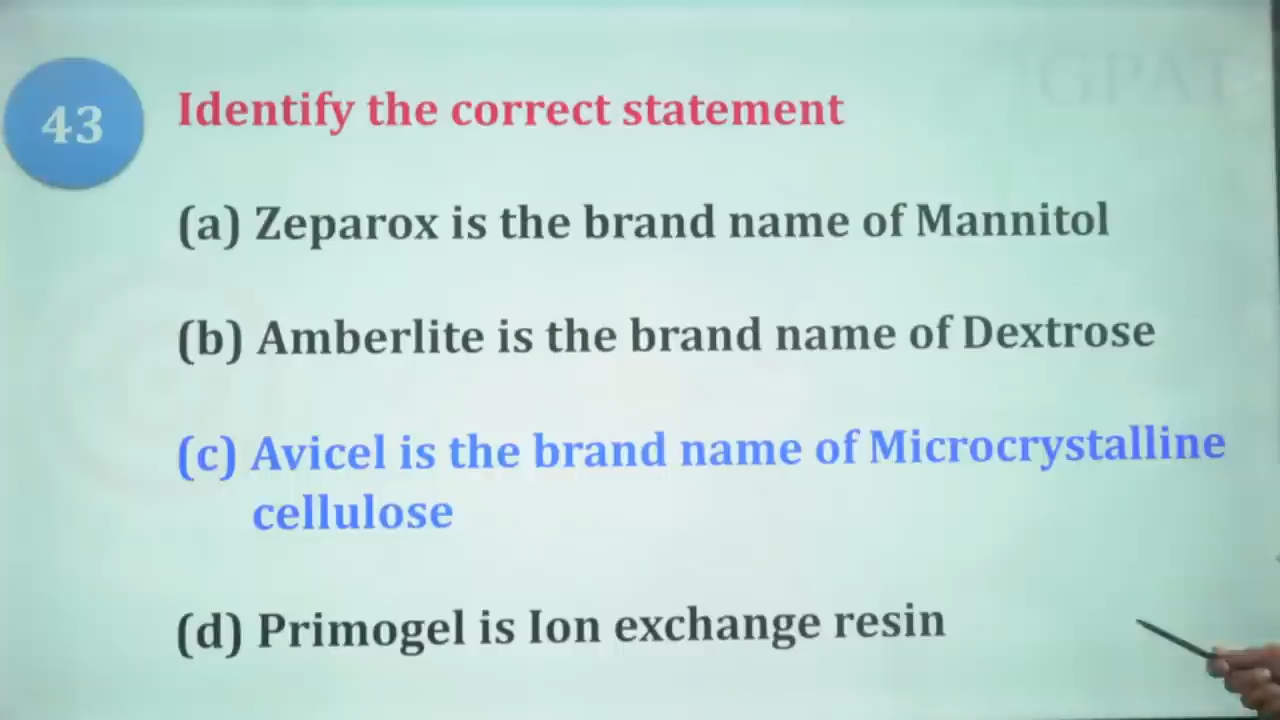 GPAT
43
Identify the correct statement
(a) Zeparox is the brand name of Mannitol
(b) Amberlite is the brand name of Dextrose
(c) Avicel is the brand name of Microcrystalline
cellulose
(d) Primogel is Ion exchange resin